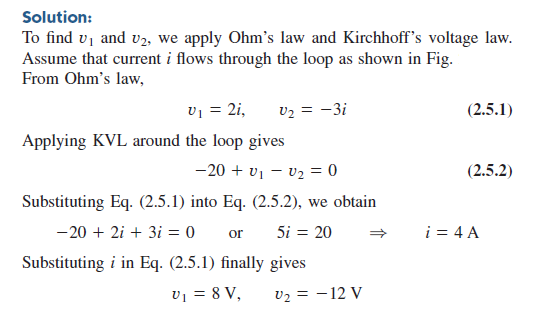 Solution:
To find v₁ and v₂, we apply Ohm’s law and Kirchhoff’s voltage law.
Assume that current i flows through the loop as shown in Fig.
From Ohm’s law,
v₁ = 2i, v₂ = −3i (2.5.1)
Applying KVL around the loop gives
−20 + v₁ − v₂ = 0 (2.5.2)
Substituting Eq. (2.5.1) into Eq. (2.5.2), we obtain
−20 + 2i + 3i = 0 or 5i = 20 ⇒ i = 4 A
Substituting i in Eq. (2.5.1) finally gives
v₁ = 8 V, v₂ = −12 V